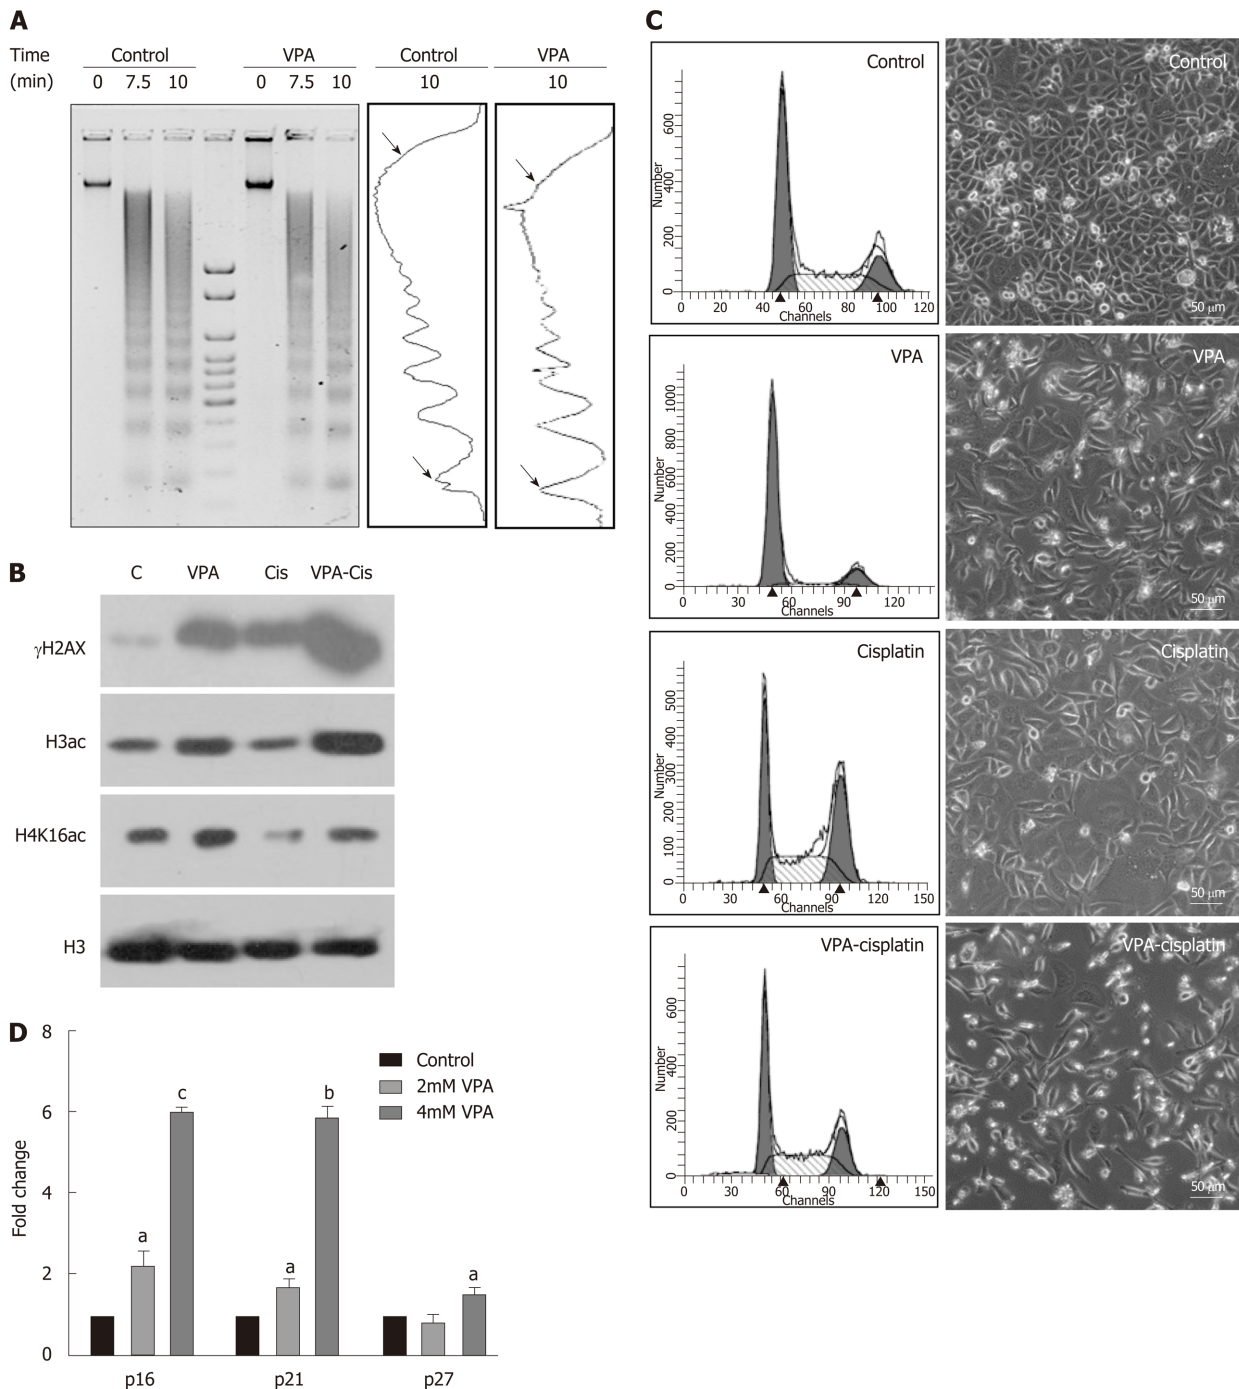 A
Time Control VPA Control VPA
(min) 0 7.5 10 0 7.5 10 10 10
B
C VPA Cis VPA-Cis
γH2AX
H3ac
H4K16ac
H3
C
Control
Number
0 200 400 600
0 20 40 60 80 100 120
Channels
Control
50 μm
VPA
Number
0 200 400 600 800 1000
0 30 60 90 120
Channels
VPA
50 μm
Cisplatin
Number
0 100 200 300 400 500
0 30 60 90 120 150
Channels
Cisplatin
50 μm
VPA-cisplatin
Number
0 200 400 600
0 30 60 90 120 150
Channels
VPA-cisplatin
50 μm
D
Fold change
8
6
4
2
0
Control
2mM VPA
4mM VPA
a c a b a
p16 p21 p27